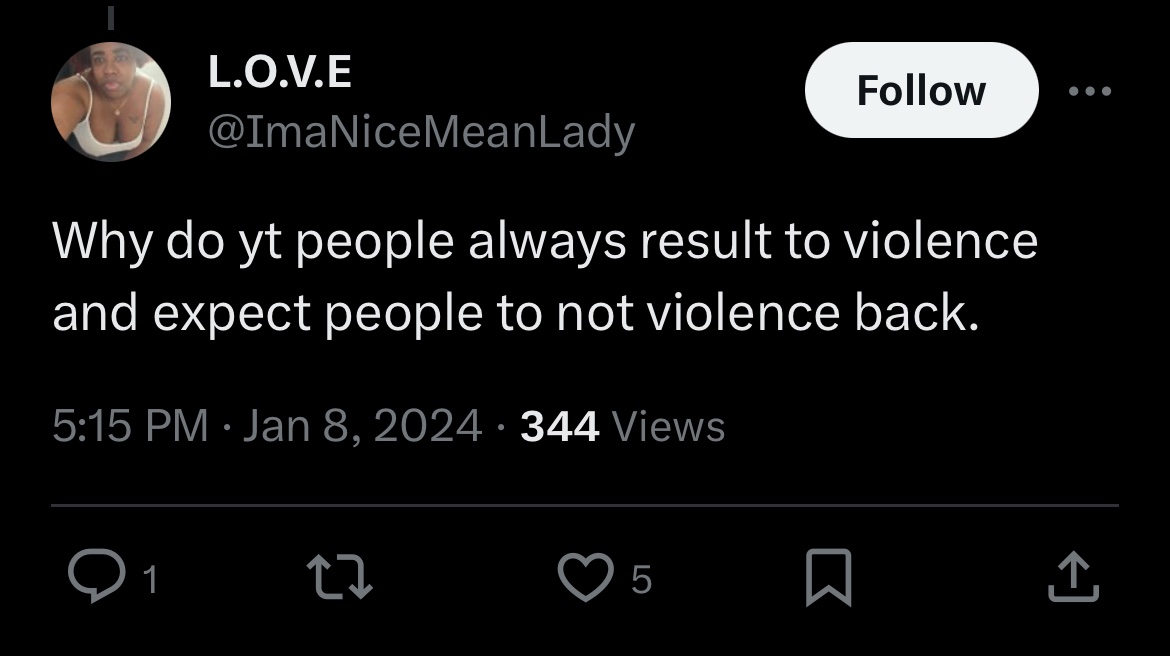 L.O.V.E
@ImaNiceMeanLady
Follow
Why do yt people always result to violence
and expect people to not violence back.
5:15 PM · Jan 8, 2024 · 344 Views
1
5